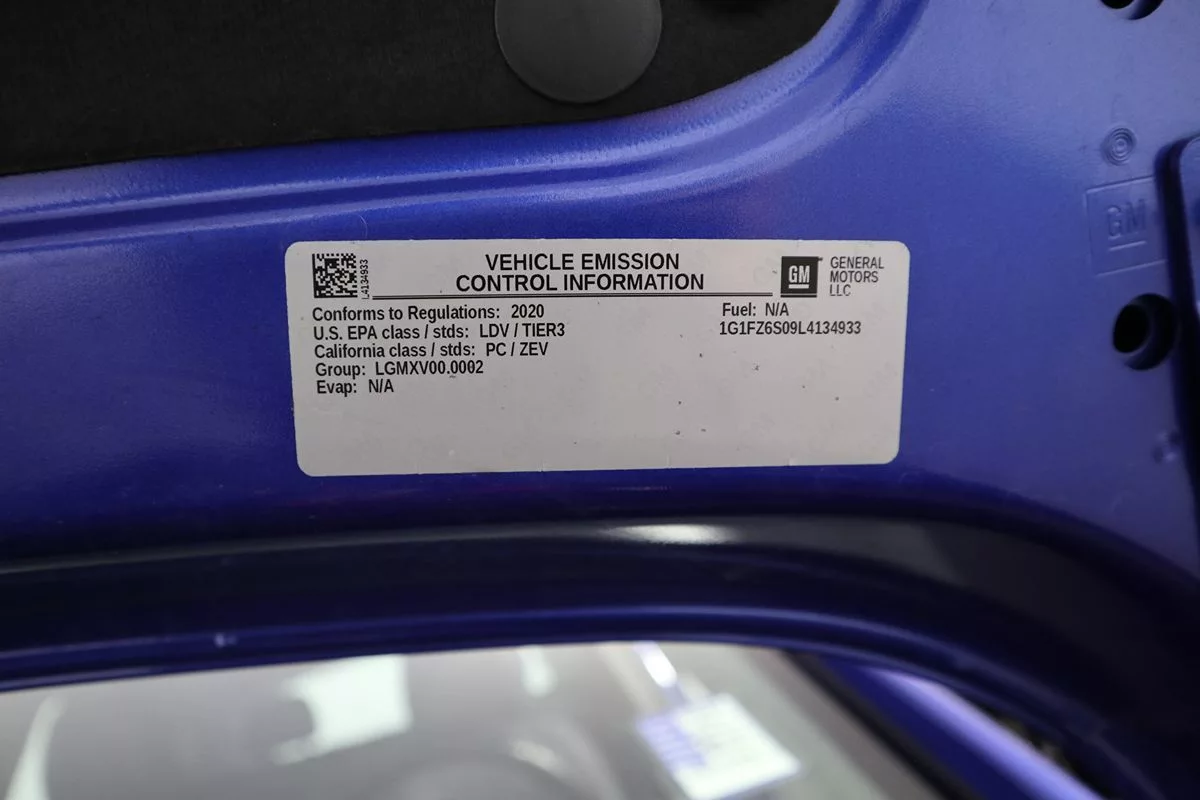 VEHICLE EMISSION
CONTROL INFORMATION
L4134933
GM
GENERAL
MOTORS
LLC
Conforms to Regulations: 2020
U.S. EPA class / stds: LDV / TIER3
California class / stds: PC / ZEV
Group: LGMXV00.0002
Evap: N/A
Fuel: N/A
1G1FZ6S09L4134933
GM